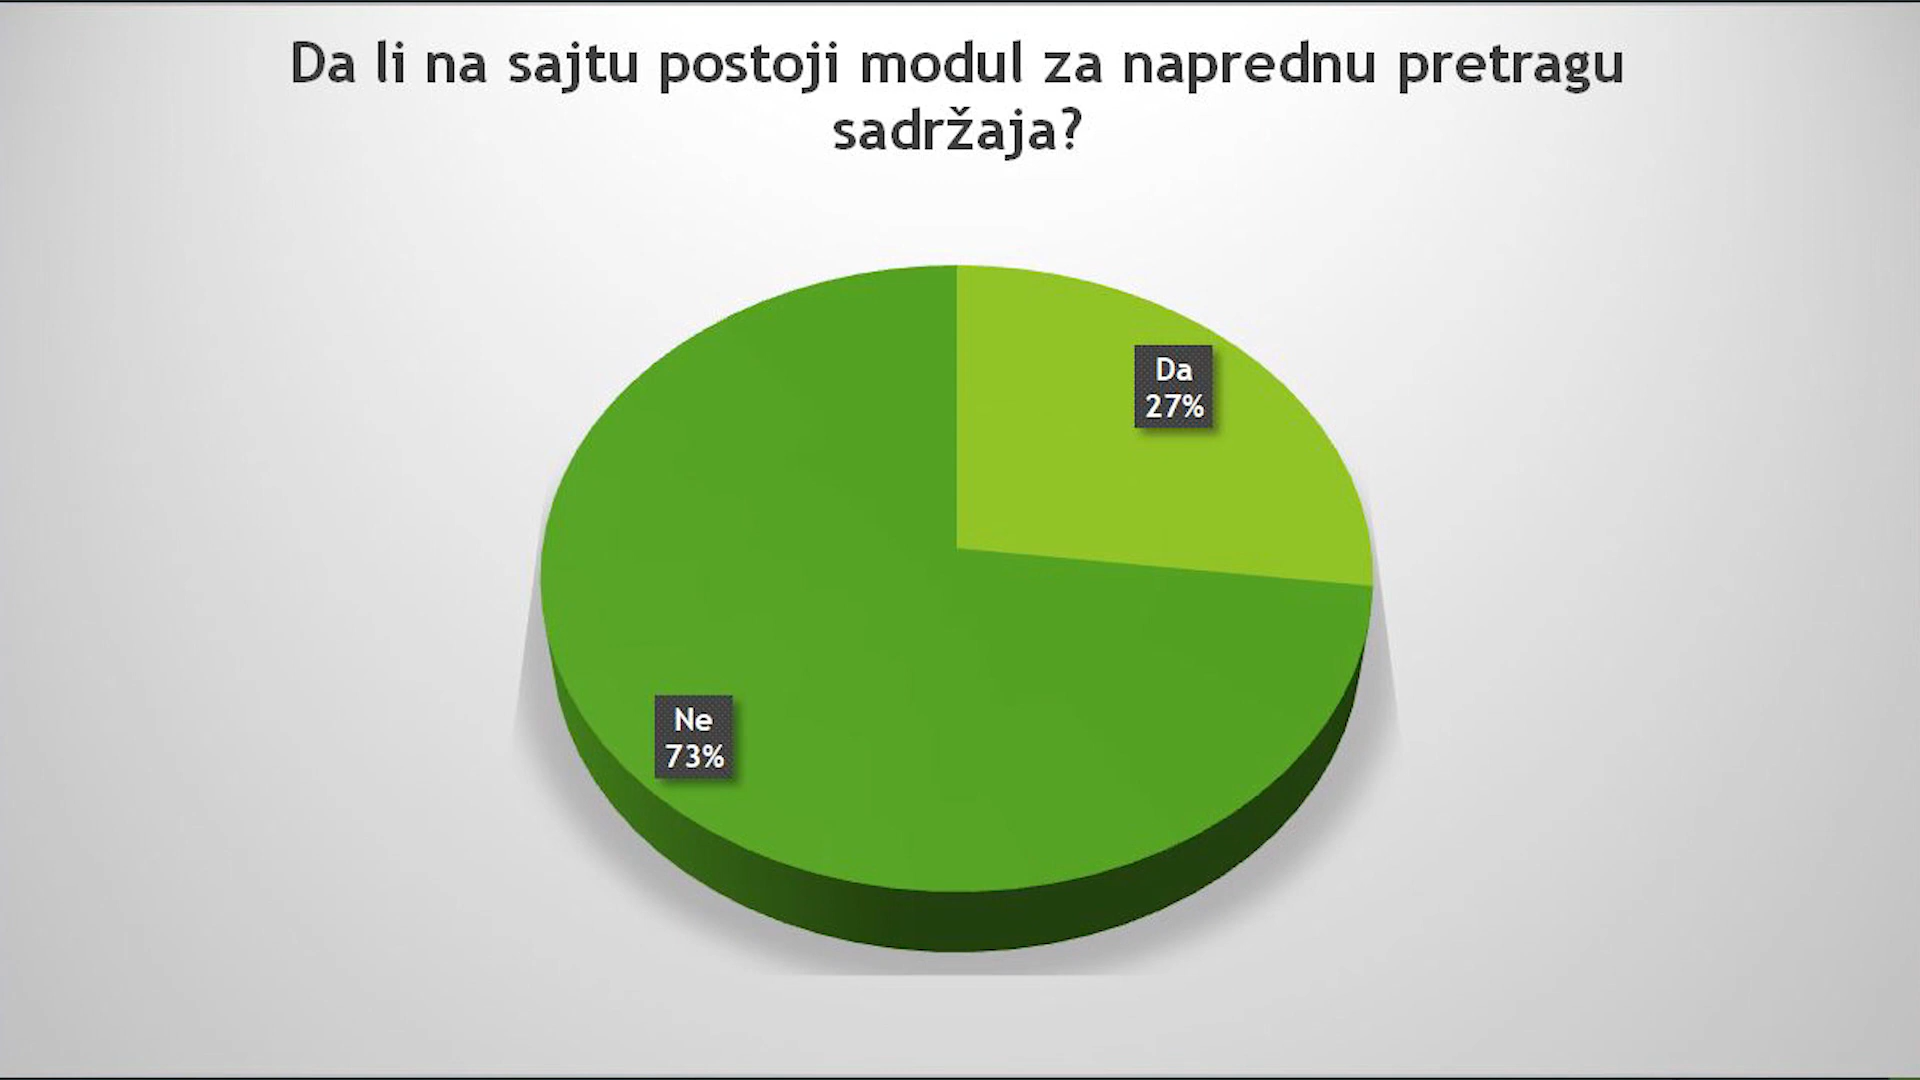 Da li na sajtu postoji modul za naprednu pretragu
sadržaja?
Da
27%
Ne
73%